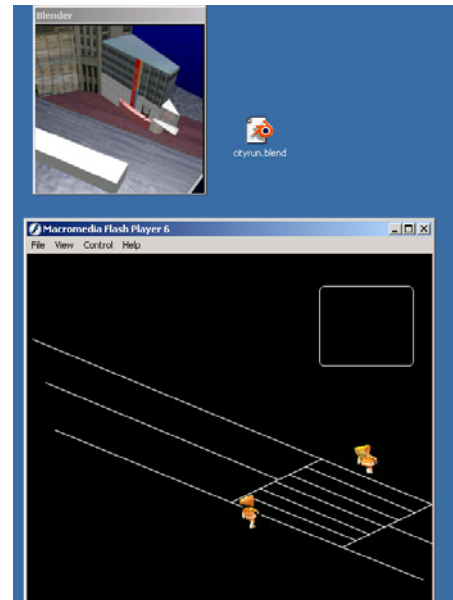 Blender
cityrun.blend
Macromedia Flash Player 6
File View Control Help